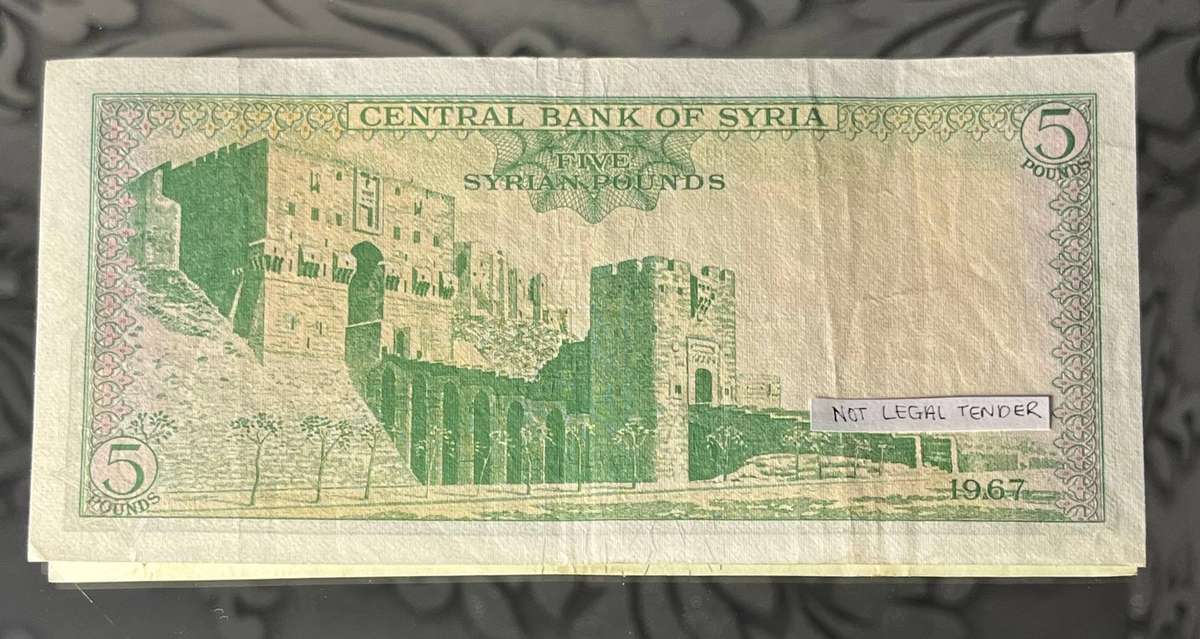 CENTRAL BANK OF SYRIA
5
POUNDS
FIVE
SYRIAN POUNDS
NOT LEGAL TENDER
5
POUNDS
1967